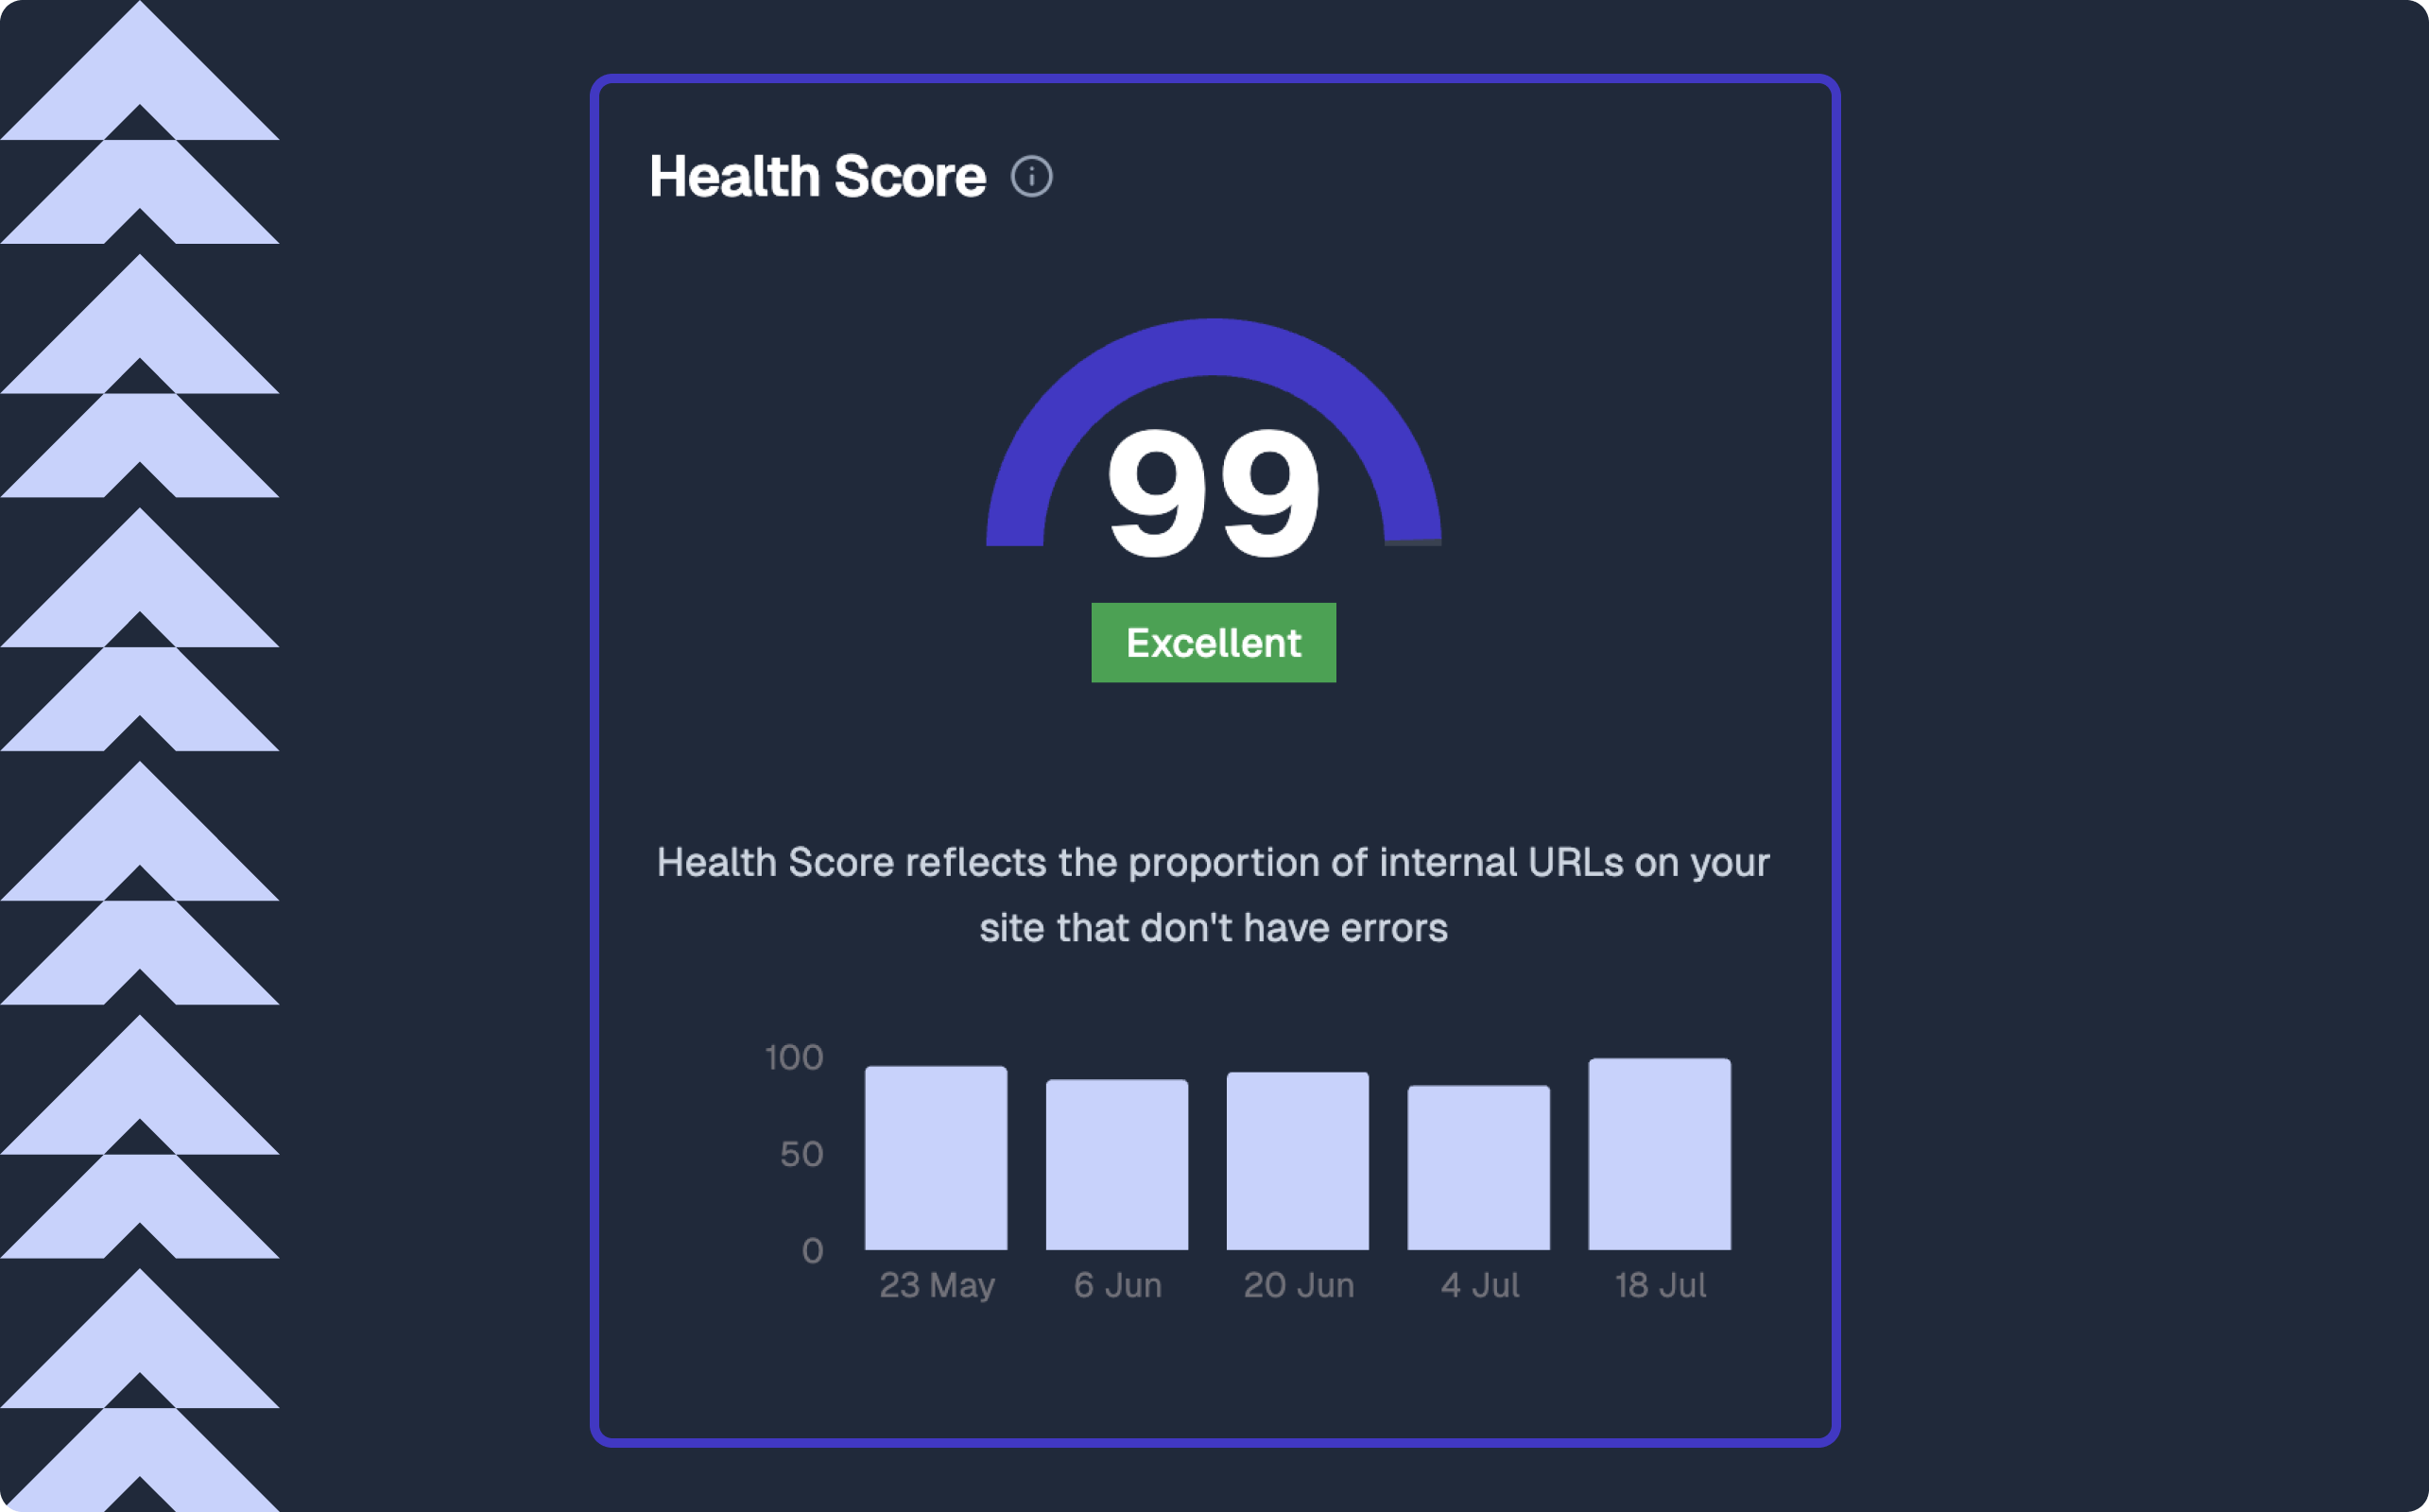 Health Score
99
Excellent
Health Score reflects the proportion of internal URLs on your
site that don't have errors
100
50
0
23 May
6 Jun
20 Jun
4 Jul
18 Jul